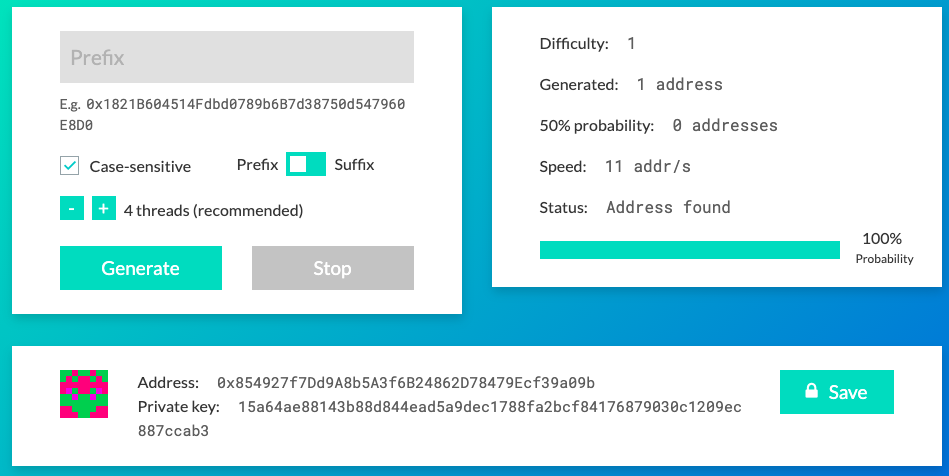 Prefix
E.g. 0x1821B604514Fdbd0789b6B7d38750d547960
E8D0
Case-sensitive Prefix Suffix
- + 4 threads (recommended)
Generate Stop
Difficulty: 1
Generated: 1 address
50% probability: 0 addresses
Speed: 11 addr/s
Status: Address found
100%
Probability
Address: 0x854927f7Dd9A8b5A3f6B24862D78479Ecf39a09b
Private key: 15a64ae88143b88d844ead5a9dec1788fa2bcf84176879030c1209ec
887ccab3
Save